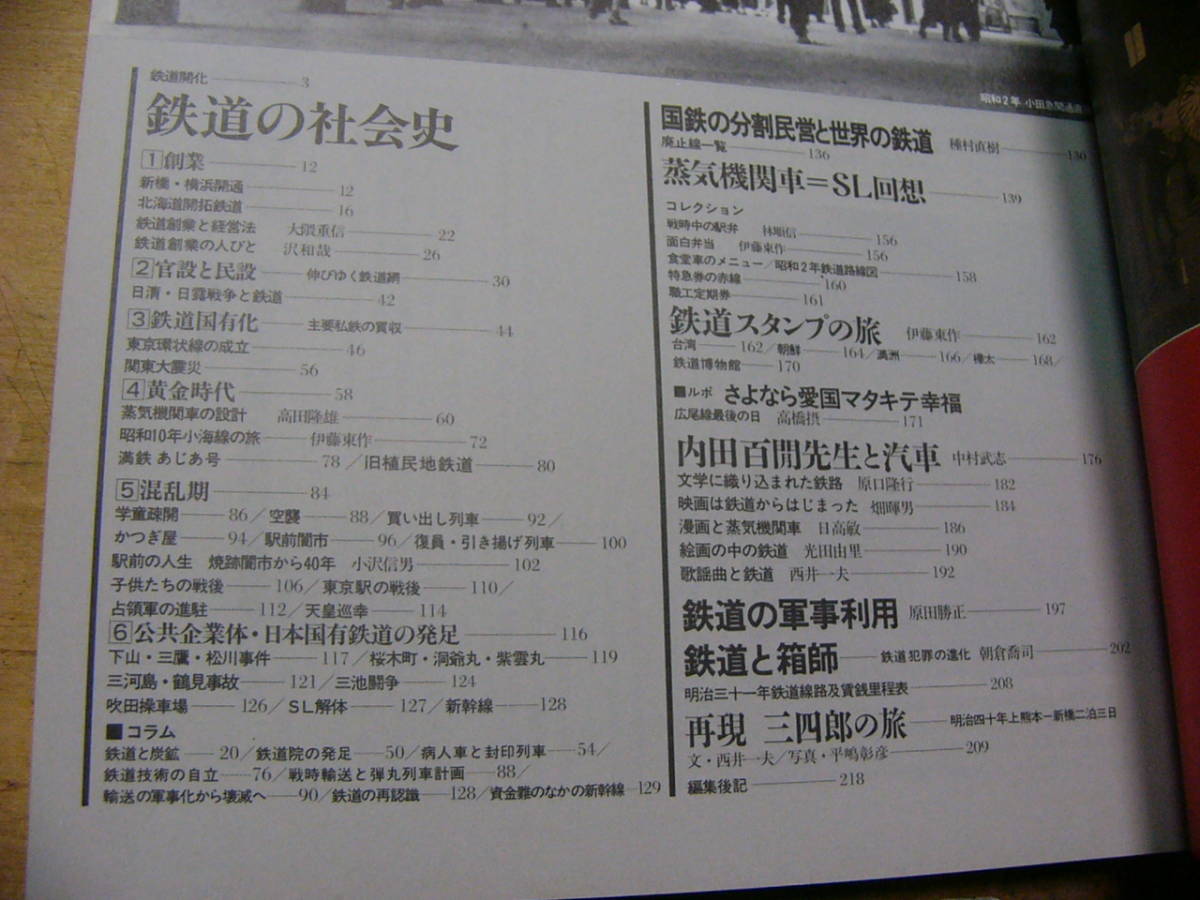 昭和2年 小田急開通
鉄道開化 3
鉄道の社会史
1 創業 12
新橋・横浜開通 12
北海道開拓鉄道 16
鉄道創業と経営法 大隈重信 22
鉄道創業の人びと 沢和哉 26
2 官設と民設 伸びゆく鉄道網 30
日清・日露戦争と鉄道 42
3 鉄道国有化 主要私鉄の買収 44
東京環状線の成立 46
関東大震災 56
4 黄金時代 58
蒸気機関車の設計 高田隆雄 60
昭和10年小海線の旅 伊藤東作 72
満鉄 あじあ号 78/旧植民地鉄道 80
5 混乱期 84
学童疎開 86/空襲 88/買い出し列車 92/
かつぎ屋 94/駅前闇市 96/復員・引き揚げ列車 100
駅前の人生 焼跡闇市から40年 小沢信男 102
子供たちの戦後 106/東京駅の戦後 110/
占領軍の進駐 112/天皇巡幸 114
6 公共企業体・日本国有鉄道の発足 116
下山・三鷹・松川事件 117/桜木町・洞爺丸・紫雲丸 119
三河島・鶴見事故 121/三池闘争 124
吹田操車場 126/SL解体 127/新幹線 128
■コラム
鉄道と炭鉱 20/鉄道院の発足 50/病人車と封印列車 54/
鉄道技術の自立 76/戦時輸送と弾丸列車計画 88/
輸送の軍事化から壊滅へ 90/鉄道の再認識 128/資金難のなかの新幹線 129
国鉄の分割民営と世界の鉄道 種村直樹 130
廃止線一覧 136
蒸気機関車=SL回想 139
コレクション
戦時中の駅弁 林順信 156
面白弁当 伊藤東作 156
食堂車のメニュー/昭和2年鉄道路線図 158
特急券の赤線 160
職工定期券 161
鉄道スタンプの旅 伊藤東作 162
台湾 162/朝鮮 164/満洲 166/樺太 168/
鉄道博物館 170
■ルポ さよなら愛国マタキテ幸福
広尾線最後の日 高橋摂 171
内田百閒先生と汽車 中村武志 176
文学に織り込まれた鉄路 原口隆行 182
映画は鉄道からはじまった 畑暉男 184
漫画と蒸気機関車 日高敏 186
絵画の中の鉄道 光田由里 190
歌謡曲と鉄道 西井一夫 192
鉄道の軍事利用 原田勝正 197
鉄道と箱師 鉄道犯罪の進化 朝倉喬司 202
明治三十一年鉄道線路及賃銭里程表 208
再現 三四郎の旅 明治四十年上熊本―新橋二泊三日
文・西井一夫/写真・平嶋彰彦 209
編集後記 218